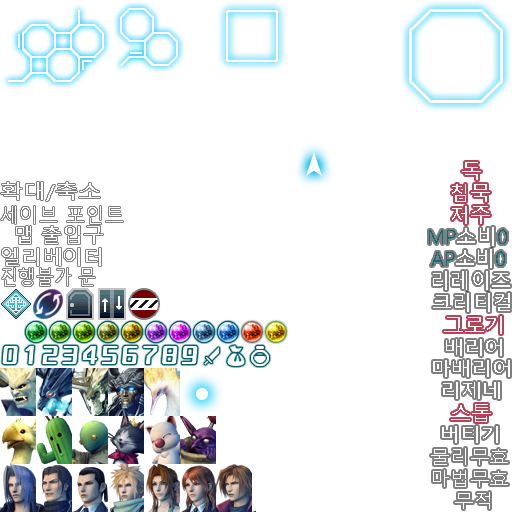 확대/축소
세이브 포인트
맵 출입구
엘리베이터
진행불가 문
0123456789
독
침묵
저주
MP소비0
AP소비0
리레이즈
크리티컬
그로기
배리어
마배리어
리제네
스톱
버티기
물리무효
마법무효
무적